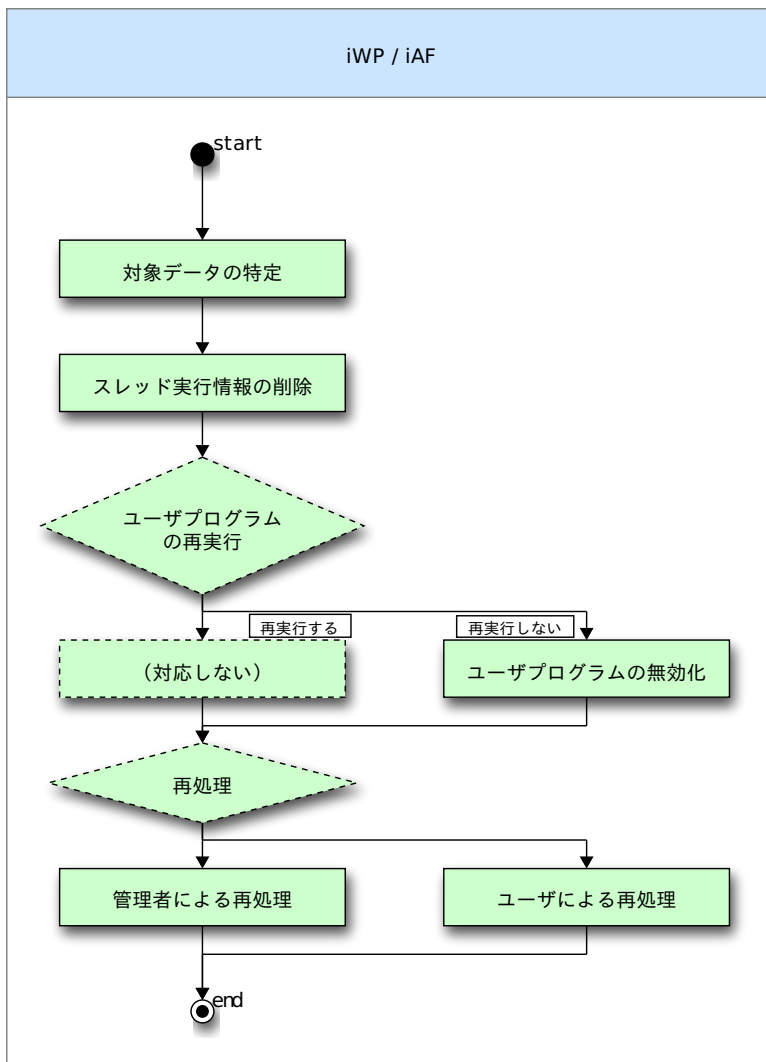 iWP / iAF
start
対象データの特定
スレッド実行情報の削除
ユーザプログラム
の再実行
再実行する
再実行しない
（対応しない）
ユーザプログラムの無効化
再処理
管理者による再処理
ユーザによる再処理
end